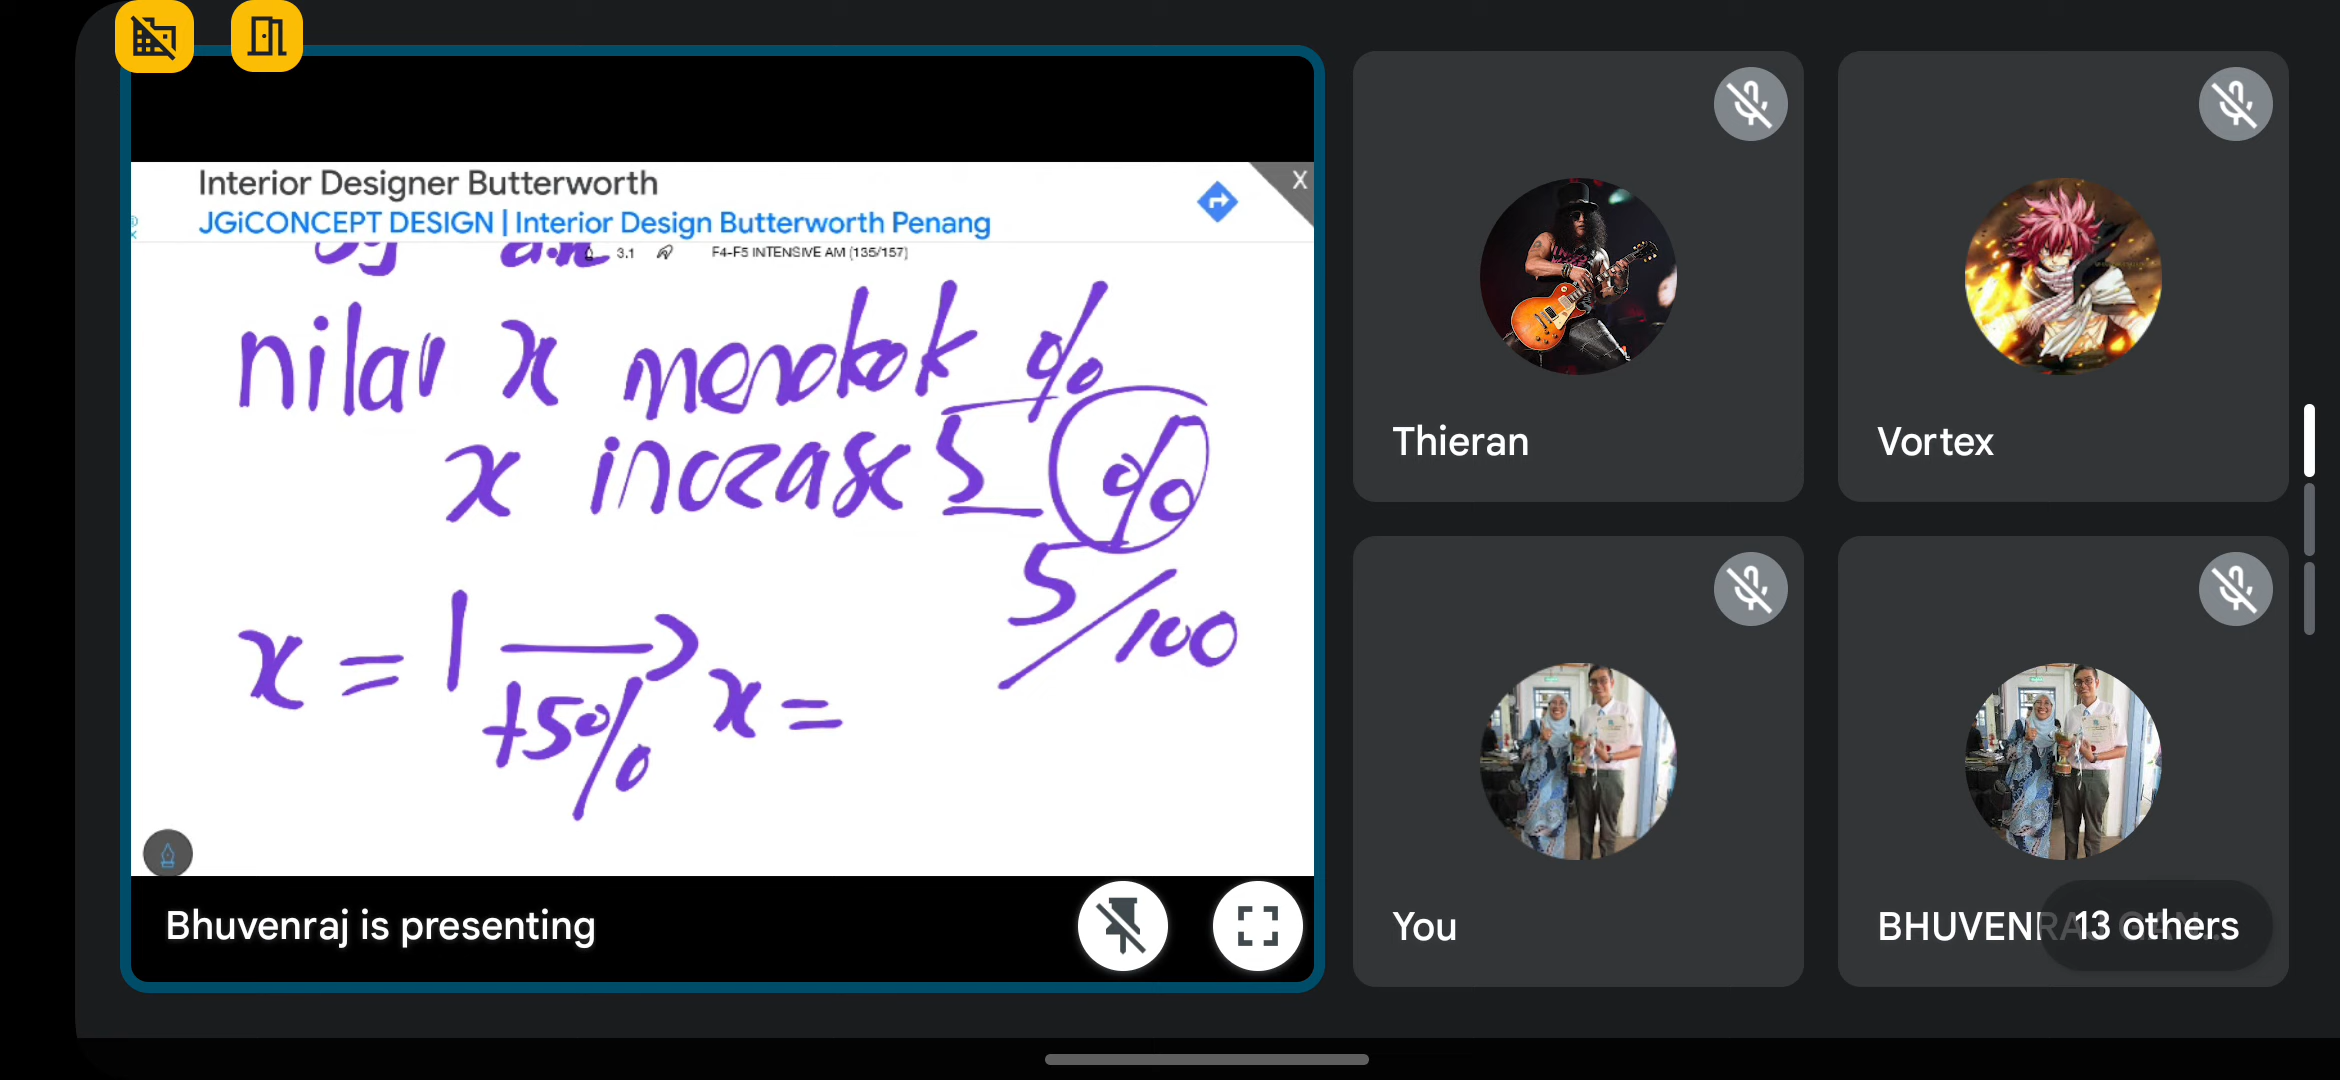 Interior Designer Butterworth
X
JGiCONCEPT DESIGN | Interior Design Butterworth Penang
3.1 F4-F5 INTENSIVE AM (135/157)
nilai x merokok %
x increase 5 %
5/100
x = 1 → x =
+5%
Bhuvenraj is presenting
Thieran
Vortex
You
BHUVENRA
13 others